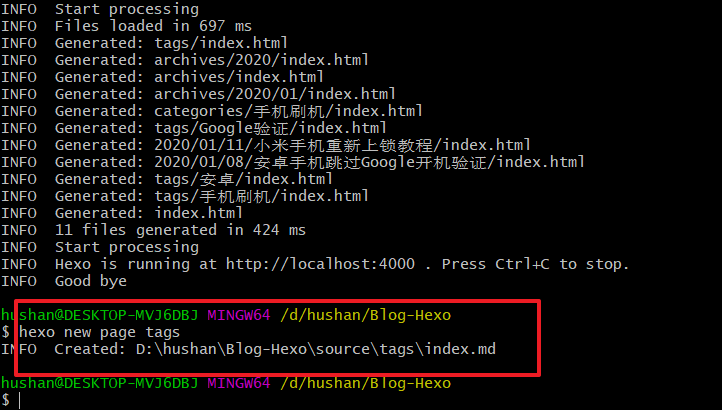 INFO  Start processing
INFO  Files loaded in 697 ms
INFO  Generated: tags/index.html
INFO  Generated: archives/2020/index.html
INFO  Generated: archives/index.html
INFO  Generated: archives/2020/01/index.html
INFO  Generated: categories/手机刷机/index.html
INFO  Generated: tags/Google验证/index.html
INFO  Generated: 2020/01/11/小米手机重新上锁教程/index.html
INFO  Generated: 2020/01/08/安卓手机跳过Google开机验证/index.html
INFO  Generated: tags/安卓/index.html
INFO  Generated: tags/手机刷机/index.html
INFO  Generated: index.html
INFO  11 files generated in 424 ms
INFO  Start processing
INFO  Hexo is running at http://localhost:4000 . Press Ctrl+C to stop.
INFO  Good bye
hushan@DESKTOP-MVJ6DBJ MINGW64 /d/hushan/Blog-Hexo
$ hexo new page tags
INFO  Created: D:\hushan\Blog-Hexo\source\tags\index.md
hushan@DESKTOP-MVJ6DBJ MINGW64 /d/hushan/Blog-Hexo
$